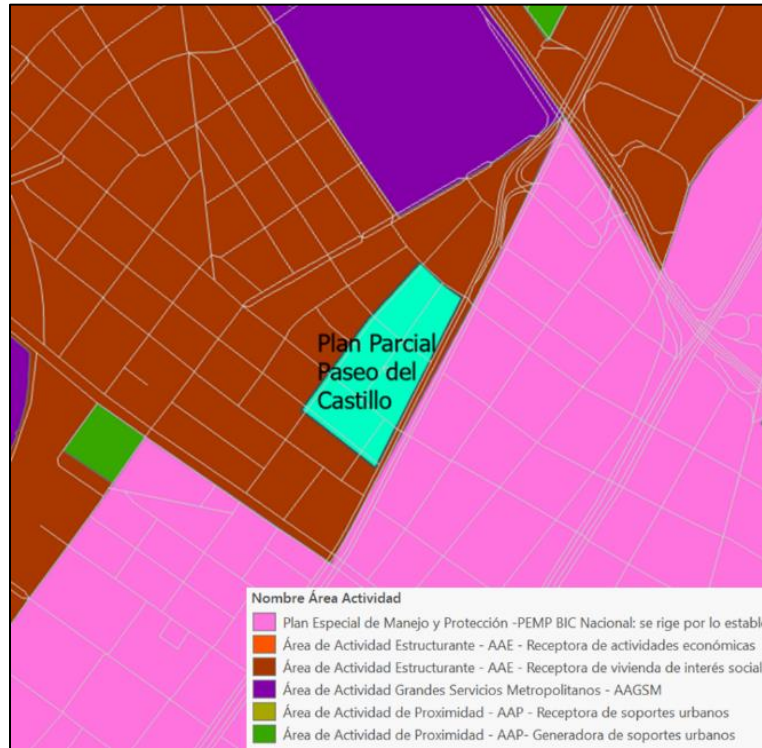 Plan Parcial
Paseo del
Castillo
Nombre Área Actividad
Plan Especial de Manejo y Protección -PEMP BIC Nacional: se rige por lo establ
Área de Actividad Estructurante - AAE - Receptora de actividades económicas
Área de Actividad Estructurante - AAE - Receptora de vivienda de interés social
Área de Actividad Grandes Servicios Metropolitanos - AAGSM
Área de Actividad de Proximidad - AAP - Receptora de soportes urbanos
Área de Actividad de Proximidad - AAP- Generadora de soportes urbanos